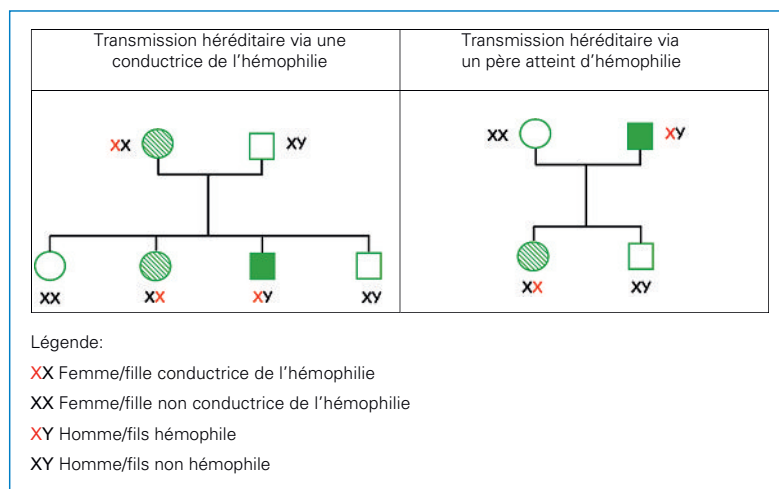 Transmission héréditaire via une
conductrice de l'hémophilie
Transmission héréditaire via
un père atteint d'hémophilie
XX
XY
XX
XX
XY
XY
XX
XY
XX
XY
Légende:
XX Femme/fille conductrice de l'hémophilie
XX Femme/fille non conductrice de l'hémophilie
XY Homme/fils hémophile
XY Homme/fils non hémophile